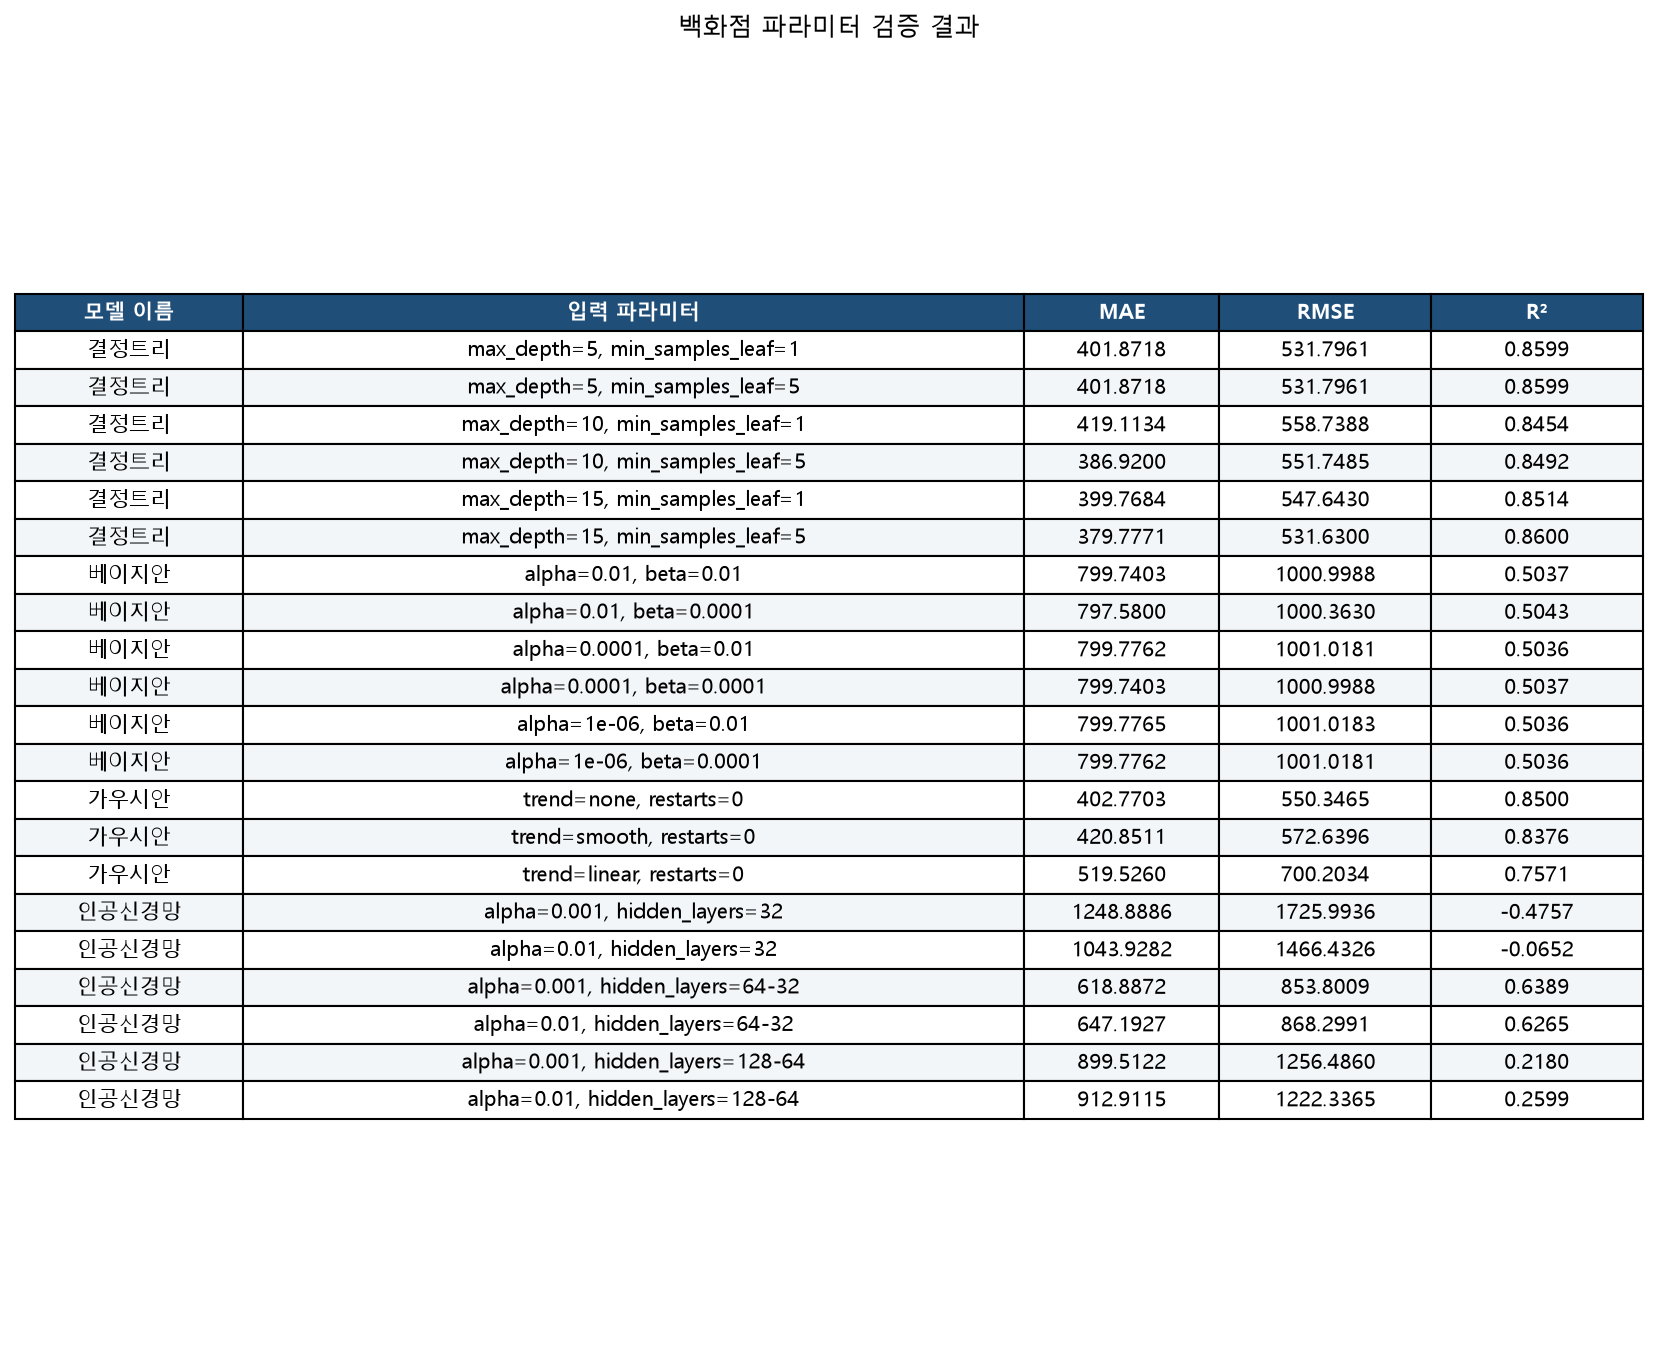 백화점 파라미터 검증 결과
모델 이름 입력 파라미터 MAE RMSE R²
결정트리 max_depth=5, min_samples_leaf=1 401.8718 531.7961 0.8599
결정트리 max_depth=5, min_samples_leaf=5 401.8718 531.7961 0.8599
결정트리 max_depth=10, min_samples_leaf=1 419.1134 558.7388 0.8454
결정트리 max_depth=10, min_samples_leaf=5 386.9200 551.7485 0.8492
결정트리 max_depth=15, min_samples_leaf=1 399.7684 547.6430 0.8514
결정트리 max_depth=15, min_samples_leaf=5 379.7771 531.6300 0.8600
베이지안 alpha=0.01, beta=0.01 799.7403 1000.9988 0.5037
베이지안 alpha=0.01, beta=0.0001 797.5800 1000.3630 0.5043
베이지안 alpha=0.0001, beta=0.01 799.7762 1001.0181 0.5036
베이지안 alpha=0.0001, beta=0.0001 799.7403 1000.9988 0.5037
베이지안 alpha=1e-06, beta=0.01 799.7765 1001.0183 0.5036
베이지안 alpha=1e-06, beta=0.0001 799.7762 1001.0181 0.5036
가우시안 trend=none, restarts=0 402.7703 550.3465 0.8500
가우시안 trend=smooth, restarts=0 420.8511 572.6396 0.8376
가우시안 trend=linear, restarts=0 519.5260 700.2034 0.7571
인공신경망 alpha=0.001, hidden_layers=32 1248.8886 1725.9936 -0.4757
인공신경망 alpha=0.01, hidden_layers=32 1043.9282 1466.4326 -0.0652
인공신경망 alpha=0.001, hidden_layers=64-32 618.8872 853.8009 0.6389
인공신경망 alpha=0.01, hidden_layers=64-32 647.1927 868.2991 0.6265
인공신경망 alpha=0.001, hidden_layers=128-64 899.5122 1256.4860 0.2180
인공신경망 alpha=0.01, hidden_layers=128-64 912.9115 1222.3365 0.2599